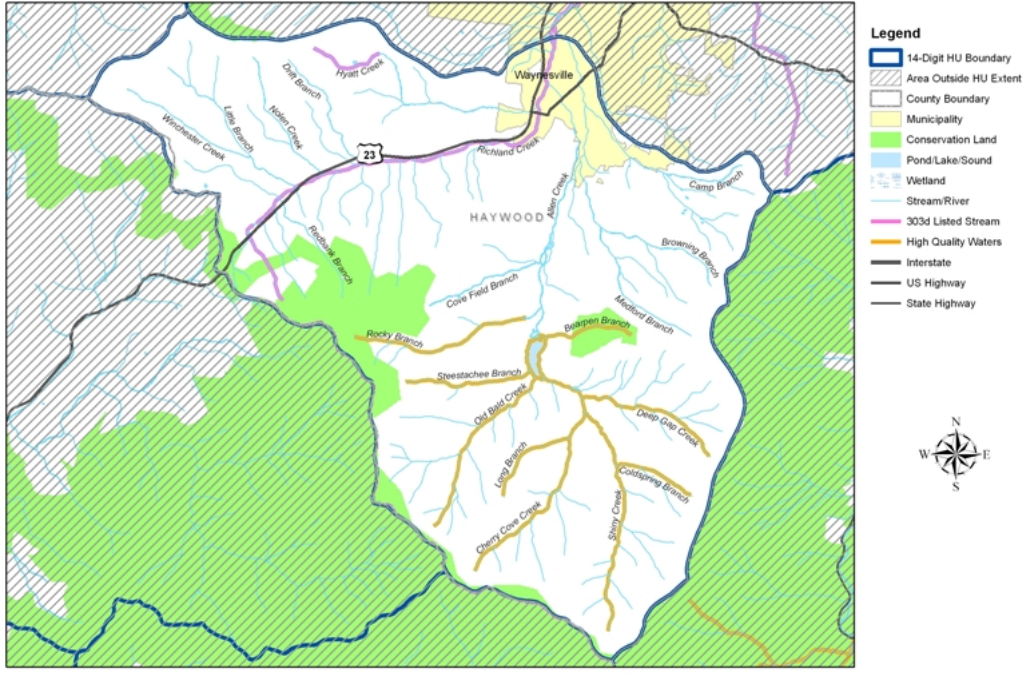 Hyatt Creek
Drift Branch
Waynesville
Little Branch
Nolen Creek
Winchester Creek
23
Richland Creek
Camp Branch
Allen Creek
HAYWOOD
Redbank Branch
Browning Branch
Cove Field Branch
Medford Branch
Rocky Branch
Bearpen Branch
Steestachee Branch
Old Bald Creek
Deep Gap Creek
Long Branch
Coldspring Branch
Shiny Creek
Cherry Cove Creek
Legend
14-Digit HU Boundary
Area Outside HU Extent
County Boundary
Municipality
Conservation Land
Pond/Lake/Sound
Wetland
Stream/River
303d Listed Stream
High Quality Waters
Interstate
US Highway
State Highway
N
W E
S